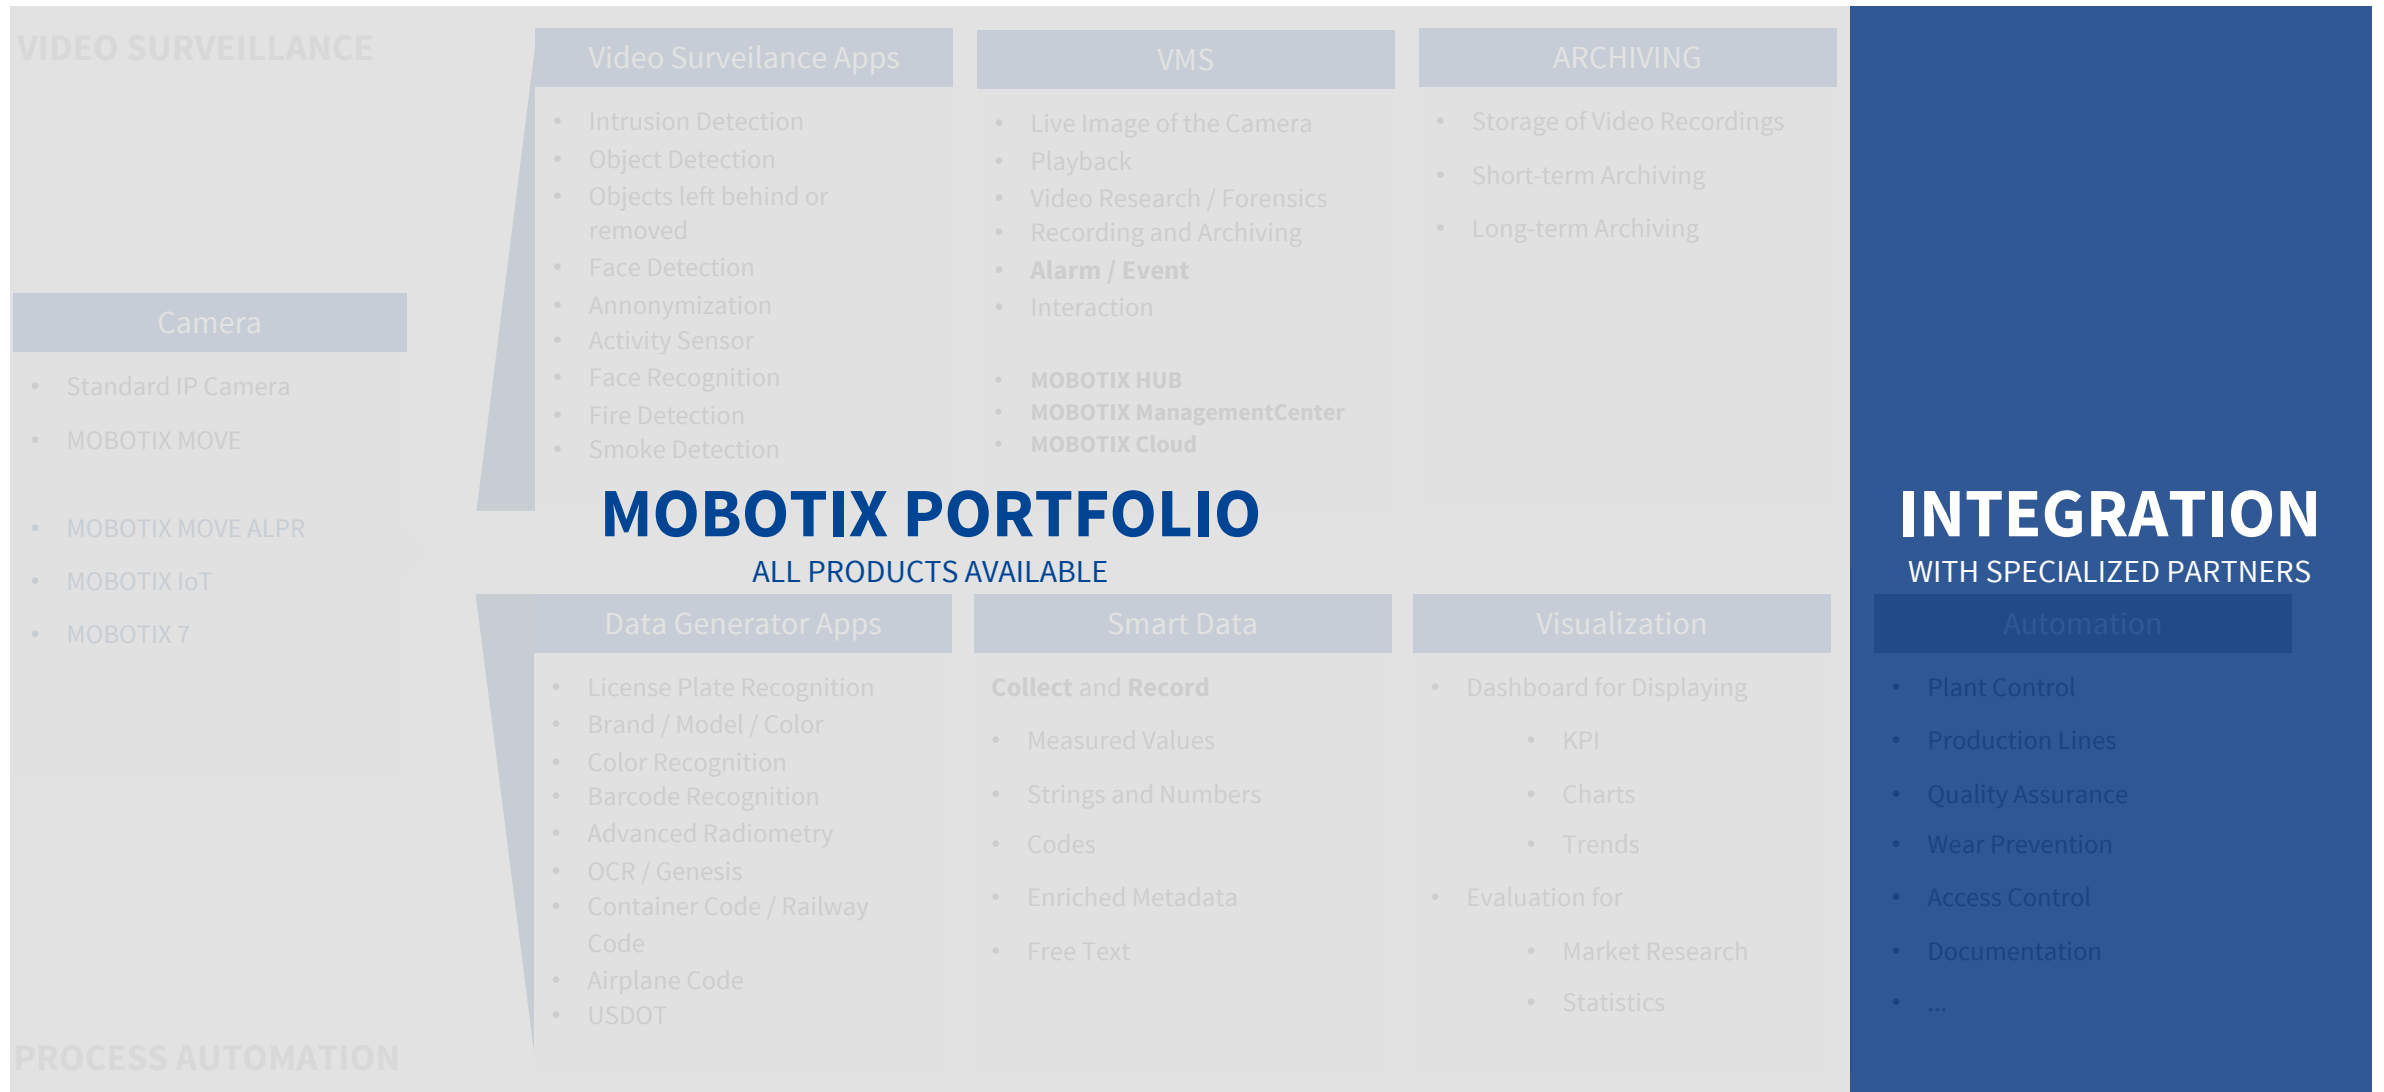 VIDEO SURVEILLANCE
Camera
• Standard IP Camera
• MOBOTIX MOVE
• MOBOTIX MOVE ALPR
• MOBOTIX IoT
• MOBOTIX 7
Video Surveilance Apps
• Intrusion Detection
• Object Detection
• Objects left behind or
removed
• Face Detection
• Annonymization
• Activity Sensor
• Face Recognition
• Fire Detection
• Smoke Detection
VMS
• Live Image of the Camera
• Playback
• Video Research / Forensics
• Recording and Archiving
• Alarm / Event
• Interaction
• MOBOTIX HUB
• MOBOTIX ManagementCenter
• MOBOTIX Cloud
ARCHIVING
• Storage of Video Recordings
• Short-term Archiving
• Long-term Archiving
MOBOTIX PORTFOLIO
ALL PRODUCTS AVAILABLE
INTEGRATION
WITH SPECIALIZED PARTNERS
Data Generator Apps
• License Plate Recognition
• Brand / Model / Color
• Color Recognition
• Barcode Recognition
• Advanced Radiometry
• OCR / Genesis
• Container Code / Railway
Code
• Airplane Code
• USDOT
Smart Data
Collect and Record
• Measured Values
• Strings and Numbers
• Codes
• Enriched Metadata
• Free Text
Visualization
• Dashboard for Displaying
• KPI
• Charts
• Trends
• Evaluation for
• Market Research
• Statistics
Automation
• Plant Control
• Production Lines
• Quality Assurance
• Wear Prevention
• Access Control
• Documentation
• ...
PROCESS AUTOMATION